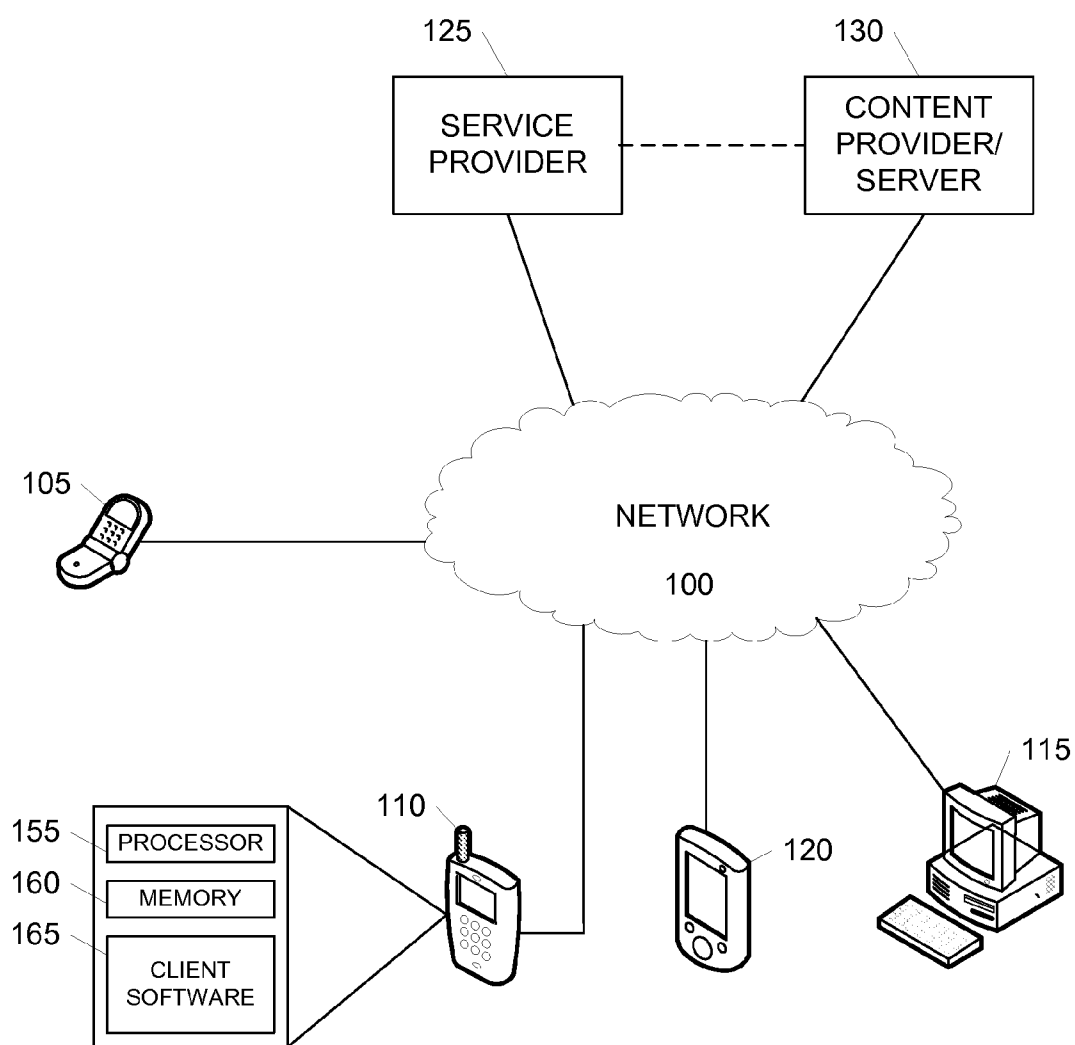 125
130
SERVICE
PROVIDER
CONTENT
PROVIDER/
SERVER
105
NETWORK
100
115
110
120
155
PROCESSOR
160
MEMORY
165
CLIENT
SOFTWARE